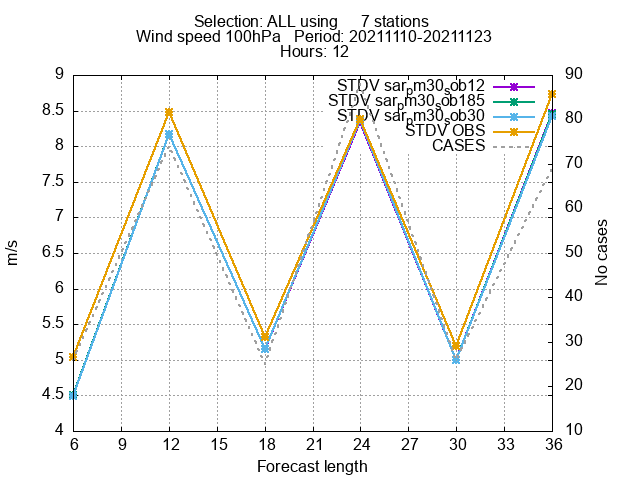 Selection: ALL using 7 stations
Wind speed 100hPa Period: 20211110-20211123
Hours: 12
STDV sarpm30sob12
STDV sarpm30sob185
STDV sarpm30sob30
STDV OBS
CASES
9
8.5
8
7.5
7
6.5
6
5.5
5
4.5
4
m/s
90
80
70
60
50
40
30
20
10
No cases
6 9 12 15 18 21 24 27 30 33 36
Forecast length